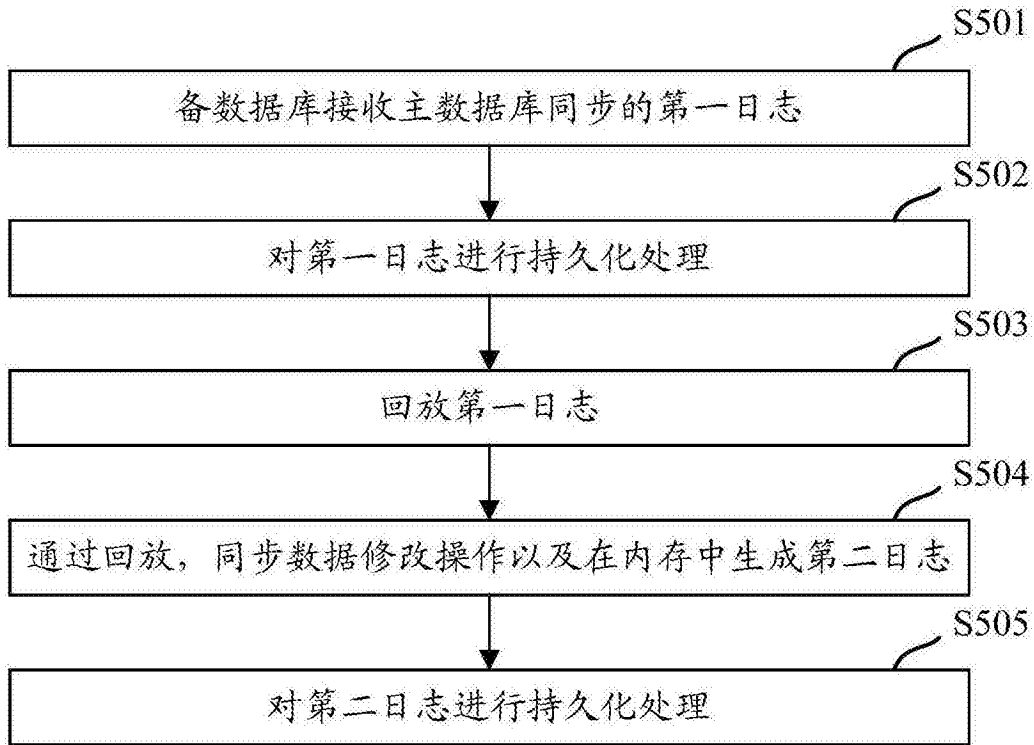 S501
备数据库接收主数据库同步的第一日志
S502
对第一日志进行持久化处理
S503
回放第一日志
S504
通过回放，同步数据修改操作以及在内存中生成第二日志
S505
对第二日志进行持久化处理